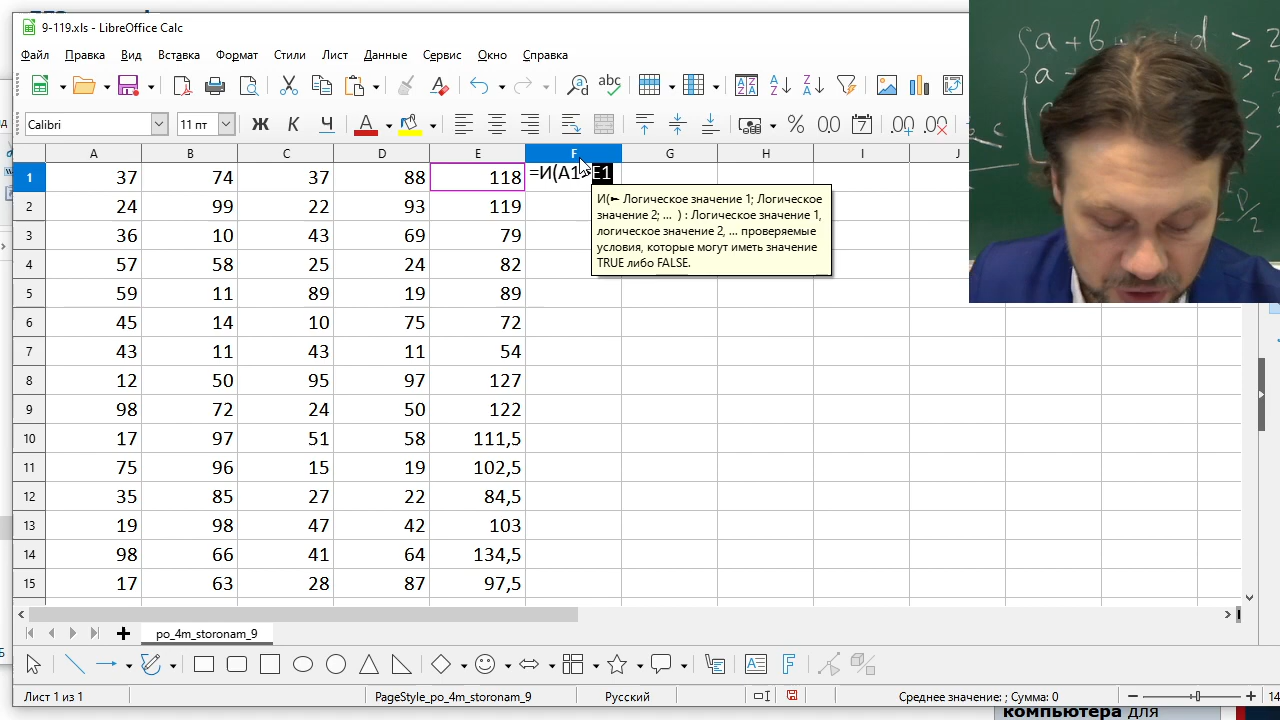 9-119.xls - LibreOffice Calc
Файл Правка Вид Вставка Формат Стили Лист Данные Сервис Окно Справка
Calibri 11 пт Ж К Ч
A B C D E F G H I J
1 37 74 37 88 118 =И(A1>E1
2 24 99 22 93 119
3 36 10 43 69 79
4 57 58 25 24 82
5 59 11 89 19 89
6 45 14 10 75 72
7 43 11 43 11 54
8 12 50 95 97 127
9 98 72 24 50 122
10 17 97 51 58 111,5
11 75 96 15 19 102,5
12 35 85 27 22 84,5
13 19 98 47 42 103
14 98 66 41 64 134,5
15 17 63 28 87 97,5
И(► Логическое значение 1; Логическое
значение 2; ... ) : Логическое значение 1,
логическое значение 2, ... проверяемые
условия, которые могут иметь значение
TRUE либо FALSE.
po_4m_storonam_9
Лист 1 из 1 PageStyle_po_4m_storonam_9 Русский Среднее значение: ; Сумма: 0 14
компьютера для